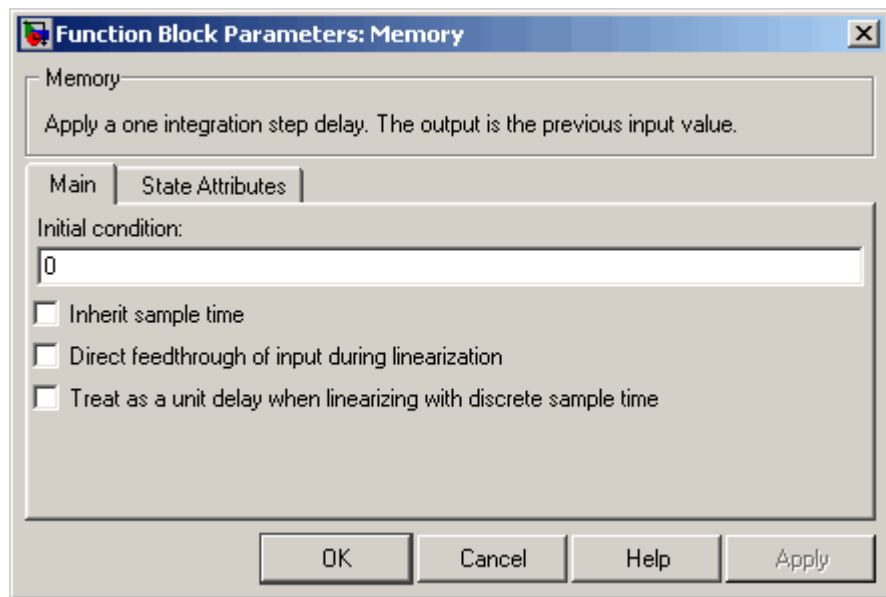 Function Block Parameters: Memory
Memory
Apply a one integration step delay. The output is the previous input value.
Main State Attributes
Initial condition:
0
Inherit sample time
Direct feedthrough of input during linearization
Treat as a unit delay when linearizing with discrete sample time
OK Cancel Help Apply